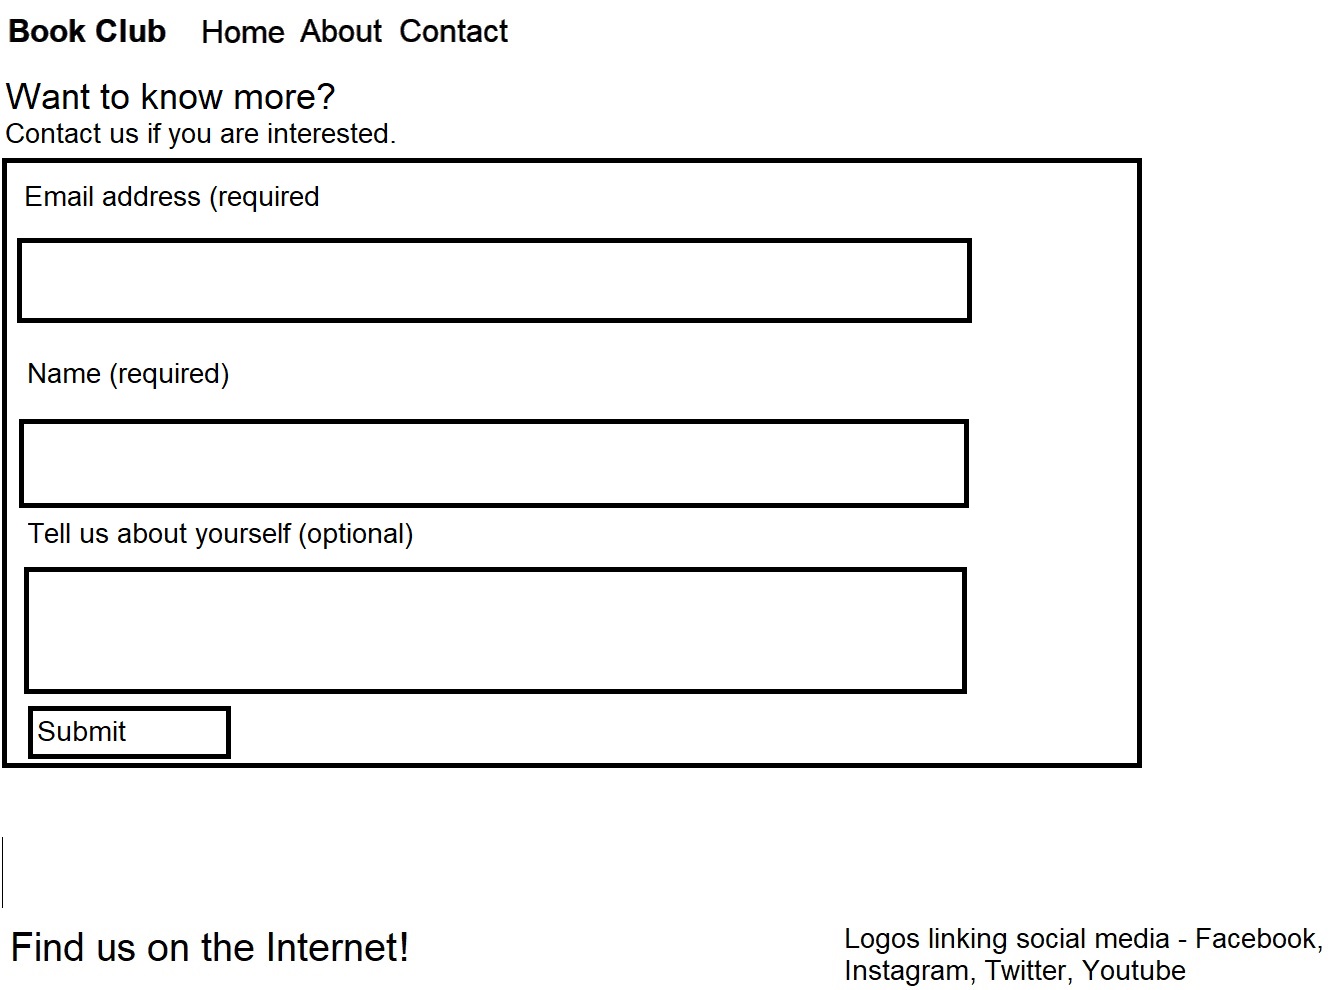 Book Club Home About Contact
Want to know more?
Contact us if you are interested.
Email address (required
Name (required)
Tell us about yourself (optional)
Submit
Find us on the Internet!
Logos linking social media - Facebook,
Instagram, Twitter, Youtube